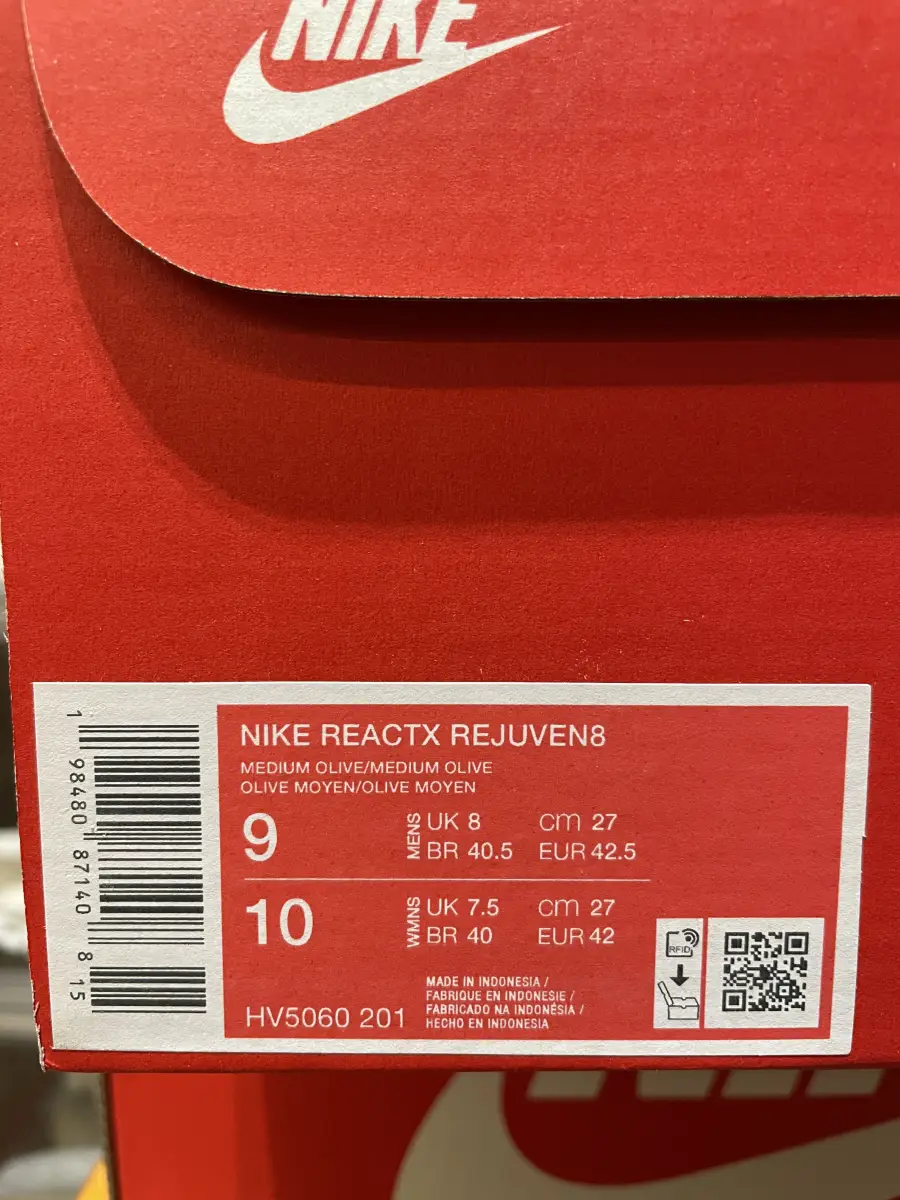 NIKE
NIKE REACTX REJUVEN8
MEDIUM OLIVE/MEDIUM OLIVE
OLIVE MOYEN/OLIVE MOYEN
9 MENS UK 8 cm 27
BR 40.5 EUR 42.5
10 WMNS UK 7.5 cm 27
BR 40 EUR 42
HV5060 201
MADE IN INDONESIA /
FABRIQUE EN INDONESIE /
FABRICADO NA INDONÉSIA /
HECHO EN INDONESIA
RFID
1 98480 87140 8 15